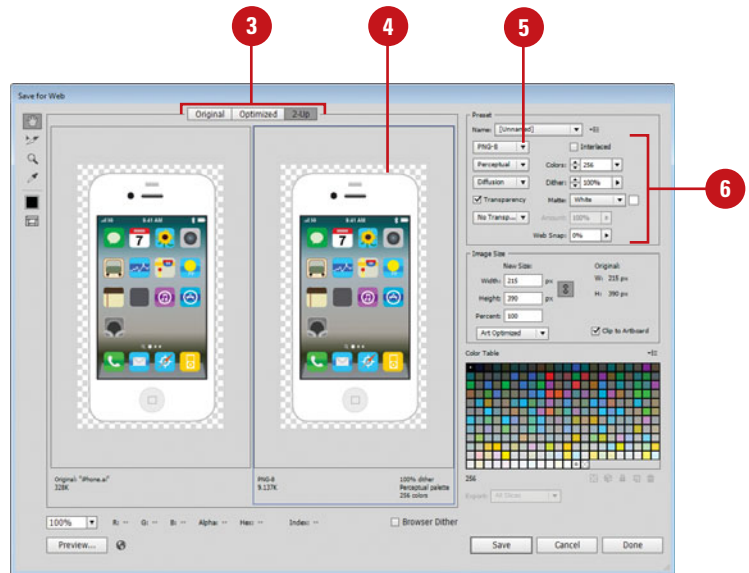 3
4
5
6
Save for Web
Original Optimized 2-Up
Preset
Name: [Unnamed]
PNG-8 Interlaced
Perceptual Colors: 256
Diffusion Dither: 100%
Transparency Matte: White
No Transp... Amount: 100%
Web Snap: 0%
Image Size
New Size: Original:
Width: 215 px W: 215 px
Height: 390 px H: 390 px
Percent: 100
Art Optimized Clip to Artboard
Color Table
9:41 AM
7
9:41 AM
7
Original: "iPhone.ai"
328K
PNG-8
9.137K
100% dither
Perceptual palette
256 colors
256
Export: All Slices
100% R: -- G: -- B: -- Alpha: -- Hex: -- Index: -- Browser Dither
Preview... Save Cancel Done